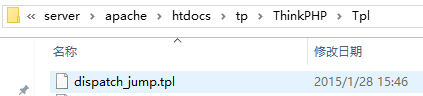 « server › apache › htdocs › tp › ThinkPHP › Tpl
名称 修改日期
dispatch_jump.tpl 2015/1/28 15:46